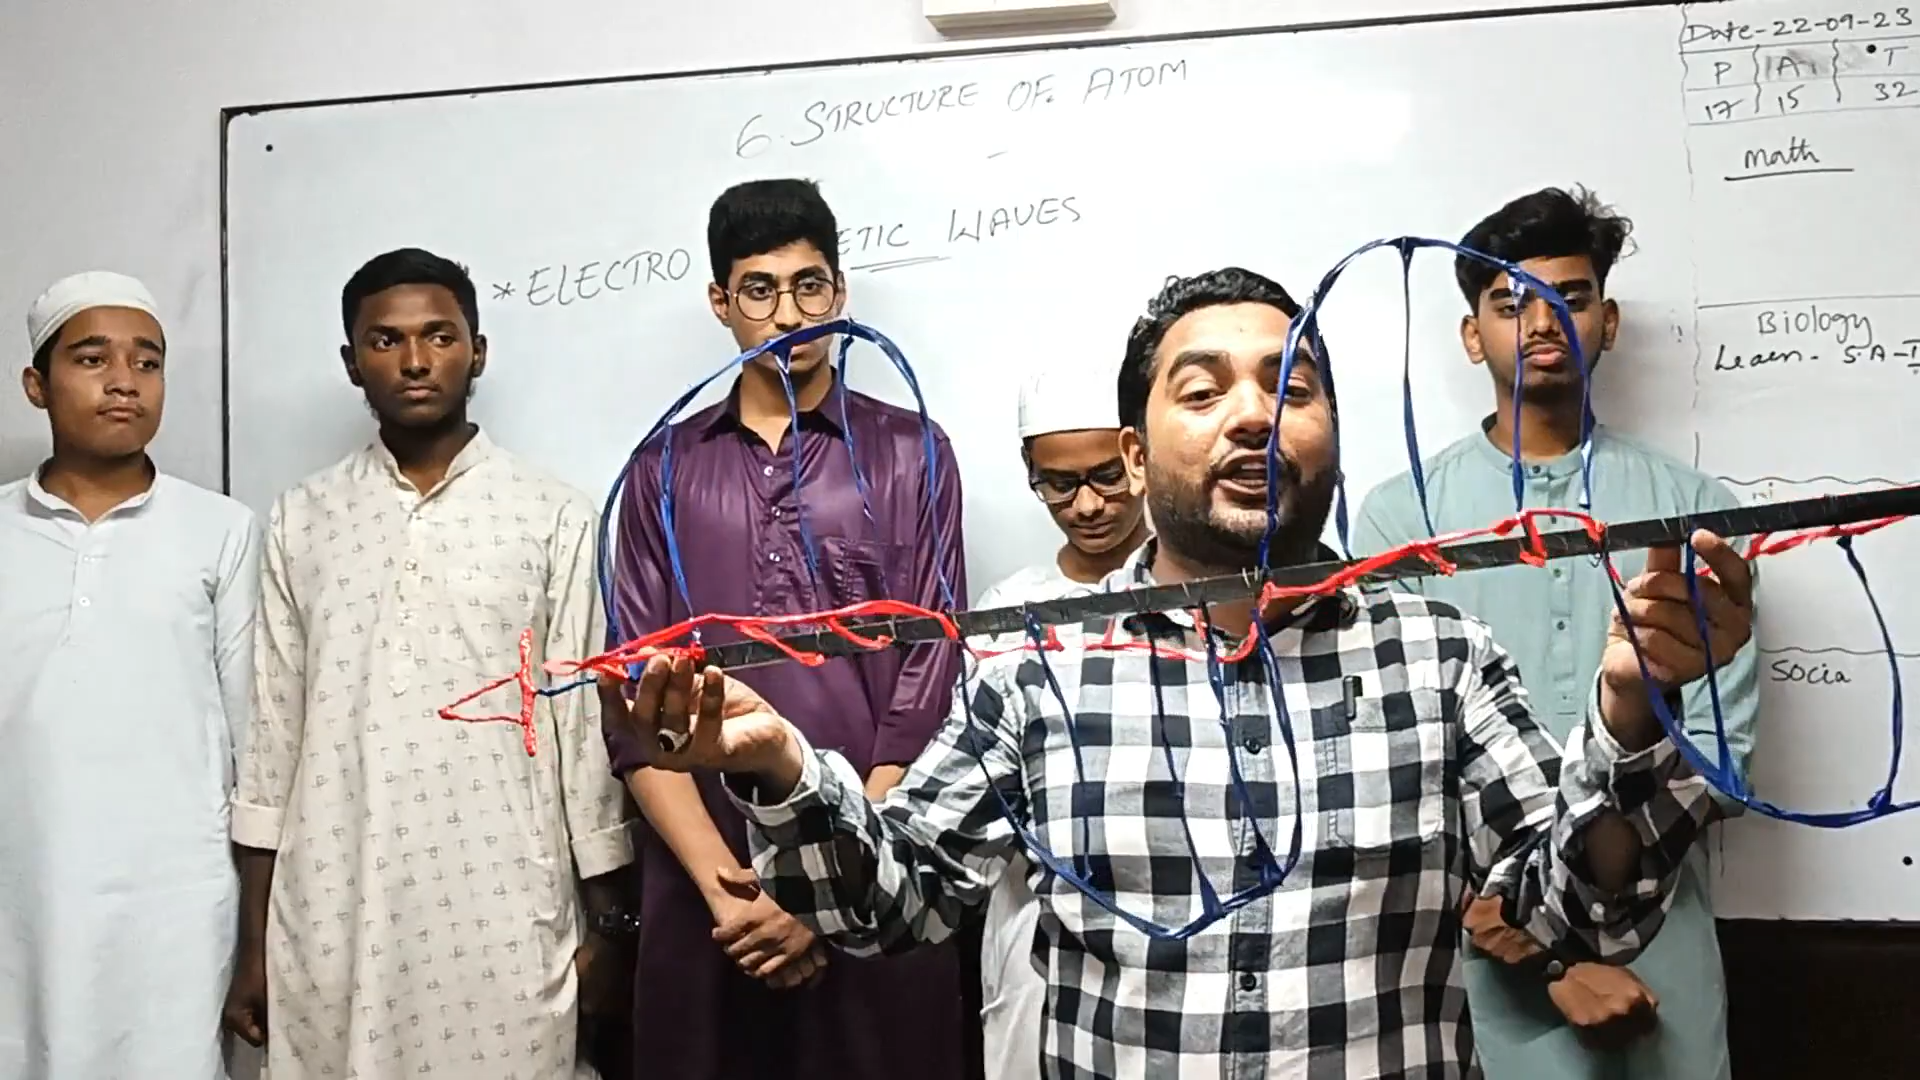 6. STRUCTURE OF ATOM
* ELECTRO ETIC WAVES
Date-22-09-23
P A T
17 15 32
Math
Biology
Learn - S.A-I
Socia